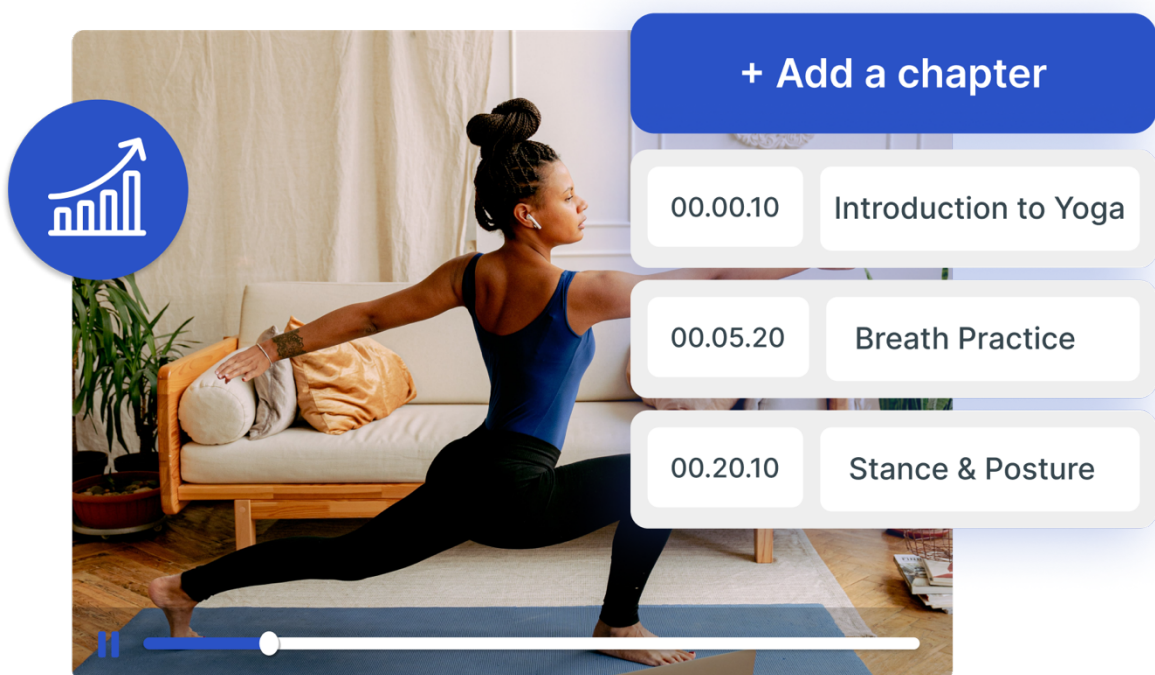 + Add a chapter
00.00.10 Introduction to Yoga
00.05.20 Breath Practice
00.20.10 Stance & Posture